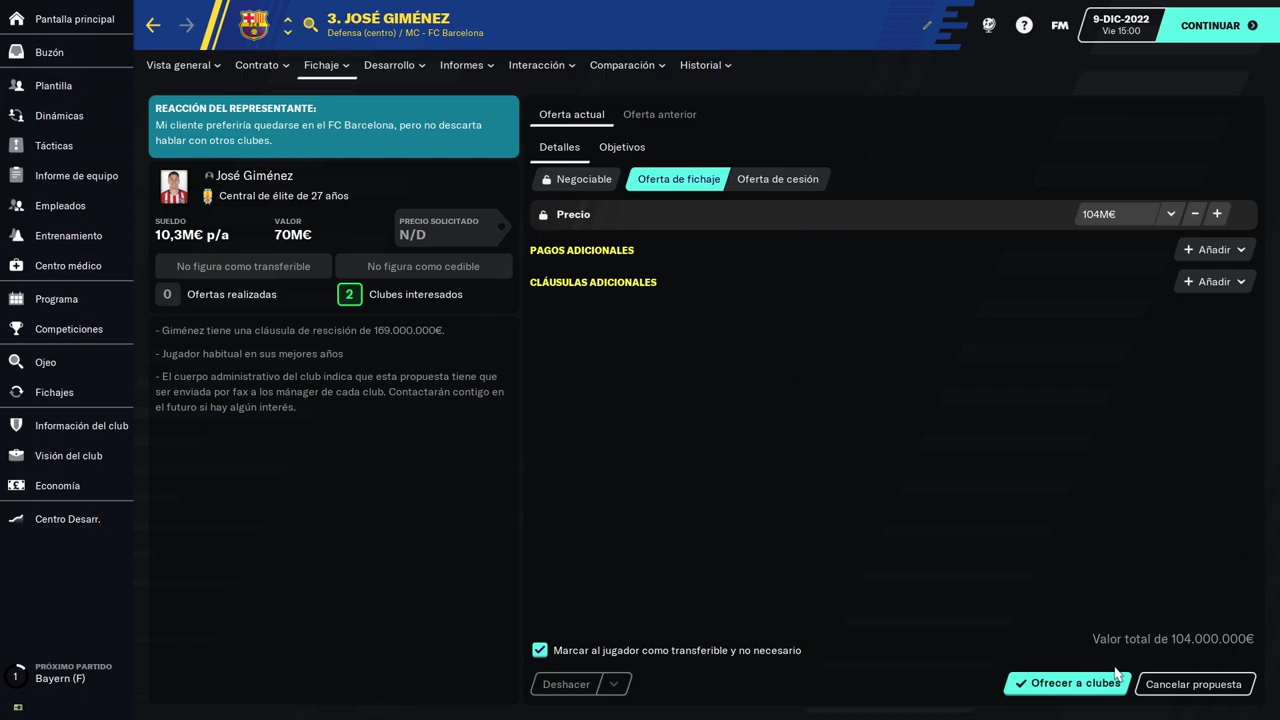 Pantalla principal
Buzón
Plantilla
Dinámicas
Tácticas
Informe de equipo
Empleados
Entrenamiento
Centro médico
Programa
Competiciones
Ojeo
Fichajes
Información del club
Visión del club
Economía
Centro Desarr.
1
PRÓXIMO PARTIDO
Bayern (F)
3. JOSÉ GIMÉNEZ
Defensa (centro) / MC - FC Barcelona
?
FM
9-DIC-2022
Vie 15:00
CONTINUAR
Vista general
Contrato
Fichaje
Desarrollo
Informes
Interacción
Comparación
Historial
REACCIÓN DEL REPRESENTANTE:
Mi cliente preferiría quedarse en el FC Barcelona, pero no descarta
hablar con otros clubes.
José Giménez
Central de élite de 27 años
SUELDO VALOR PRECIO SOLICITADO
10,3M€ p/a 70M€ N/D
No figura como transferible No figura como cedible
0 Ofertas realizadas 2 Clubes interesados
- Giménez tiene una cláusula de rescisión de 169.000.000€.
- Jugador habitual en sus mejores años
- El cuerpo administrativo del club indica que esta propuesta tiene que
ser enviada por fax a los mánager de cada club. Contactarán contigo en
el futuro si hay algún interés.
Oferta actual Oferta anterior
Detalles Objetivos
Negociable Oferta de fichaje Oferta de cesión
Precio 104M€ - +
PAGOS ADICIONALES + Añadir
CLÁUSULAS ADICIONALES + Añadir
Valor total de 104.000.000€
Marcar al jugador como transferible y no necesario
Deshacer Ofrecer a clubes Cancelar propuesta